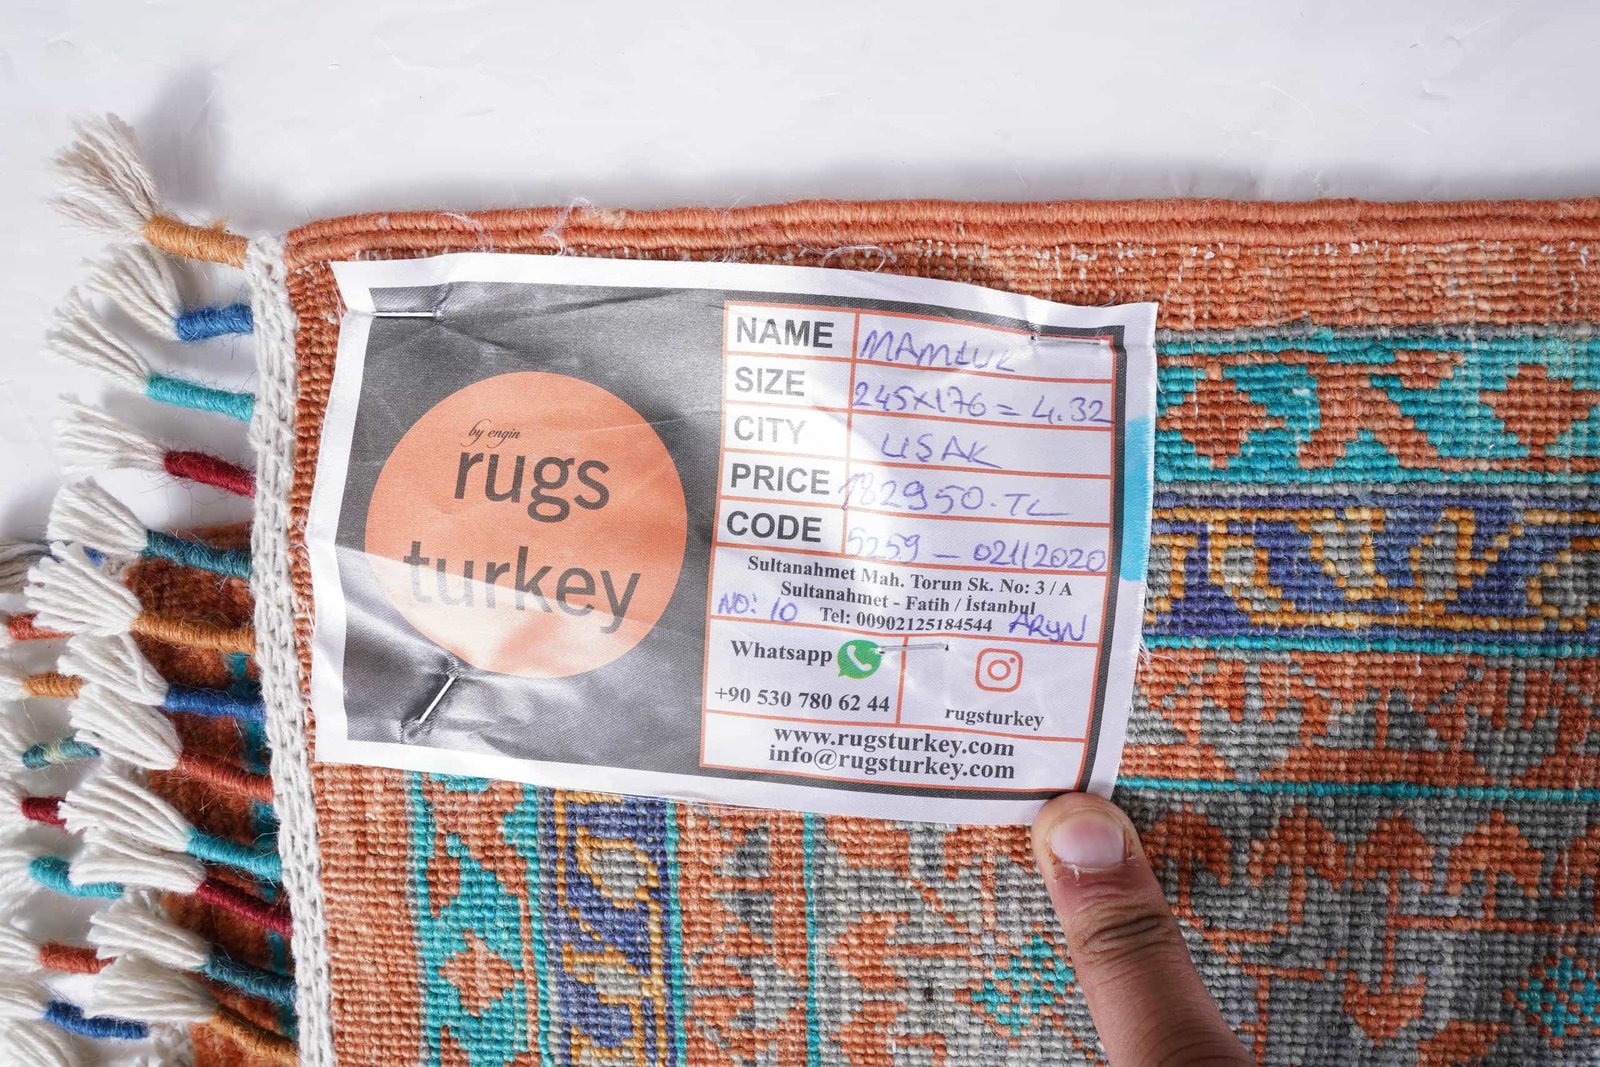 by engin
rugs
turkey
NAME MAMLUK
SIZE 245x176 = 4.32
CITY USAK
PRICE 182950.TL
CODE 5259 - 021/2020
Sultanahmet Mah. Torun Sk. No: 3 / A
Sultanahmet - Fatih / İstanbul
NO: 10 Tel: 00902125184544
Whatsapp
+90 530 780 62 44
rugsturkey
www.rugsturkey.com
info@rugsturkey.com